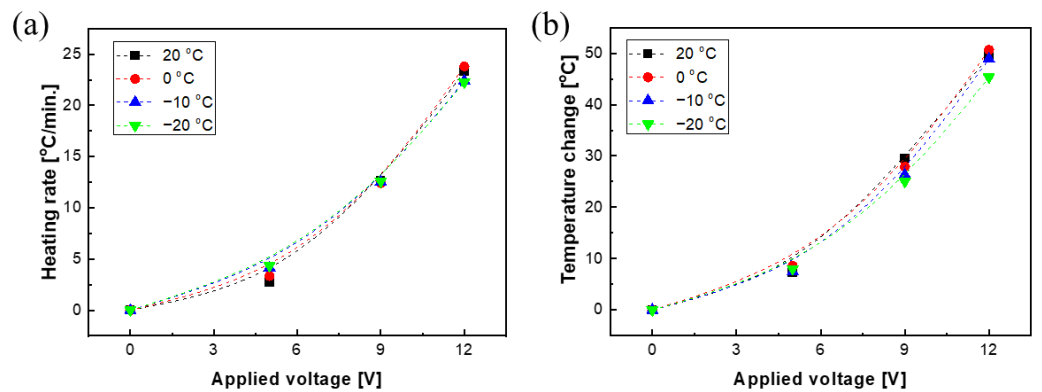 (a)
Heating rate [°C/min.]
25
20
15
10
5
0
20 °C
0 °C
−10 °C
−20 °C
0 3 6 9 12
Applied voltage [V]
(b)
Temperature change [°C]
50
40
30
20
10
0
20 °C
0 °C
−10 °C
−20 °C
0 3 6 9 12
Applied voltage [V]